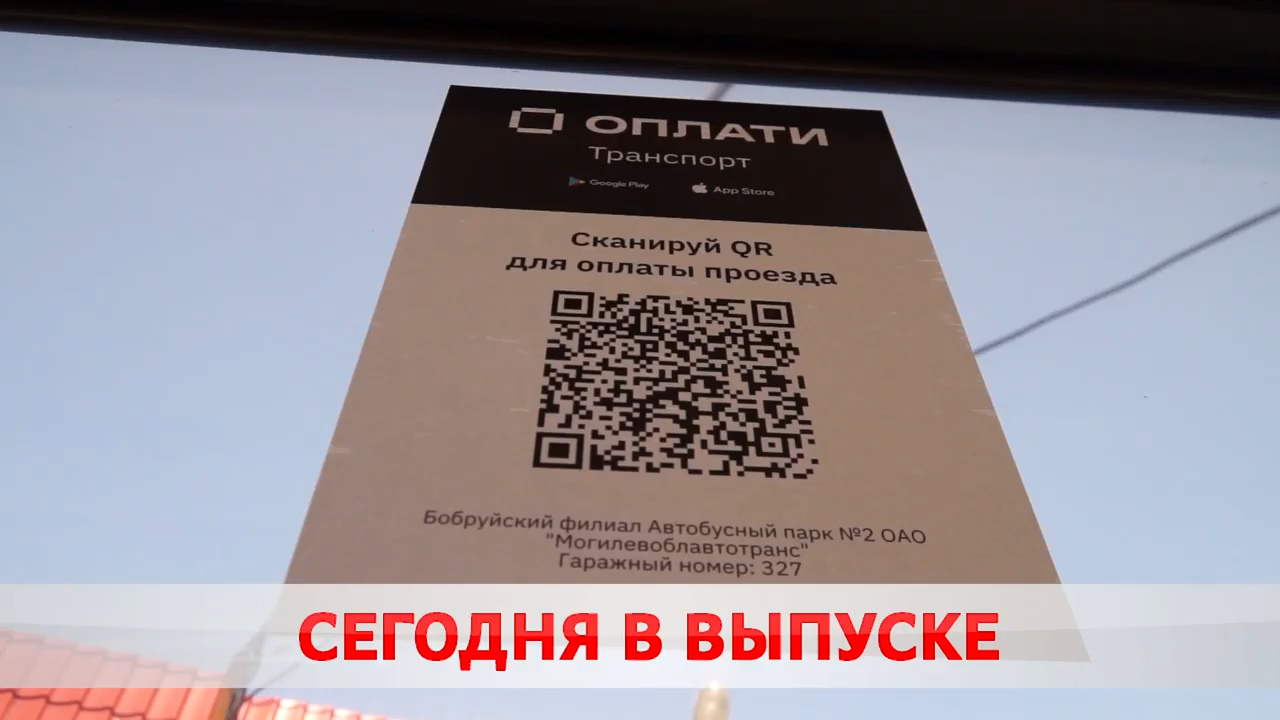 ОПЛАТИ
Транспорт
Google Play
App Store
Сканируй QR
для оплаты проезда
Бобруйский филиал Автобусный парк №2 ОАО
"Могилевоблавтотранс"
Гаражный номер: 327
СЕГОДНЯ В ВЫПУСКЕ